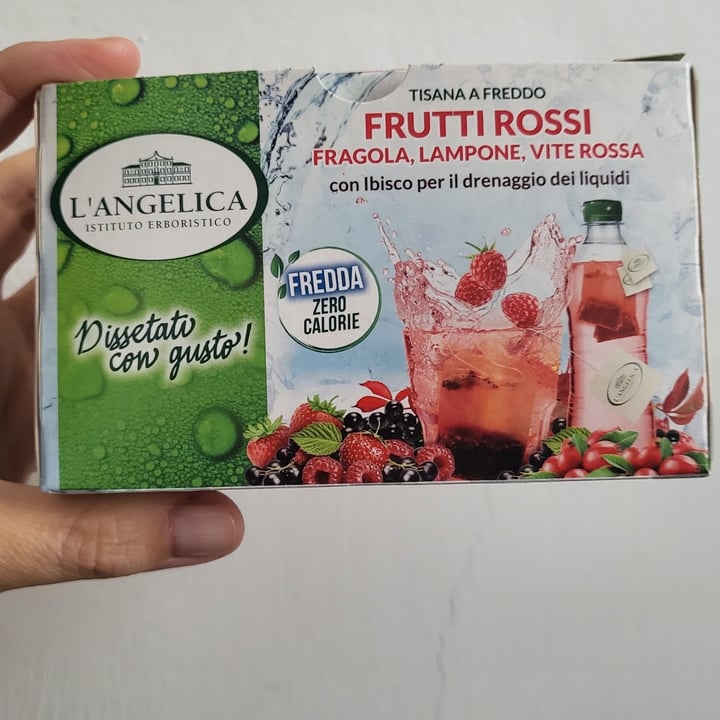 L'ANGELICA
ISTITUTO ERBORISTICO
Dissetati
con gusto!
TISANA A FREDDO
FRUTTI ROSSI
FRAGOLA, LAMPONE, VITE ROSSA
con Ibisco per il drenaggio dei liquidi
FREDDA
ZERO
CALORIE
L'ANGELICA